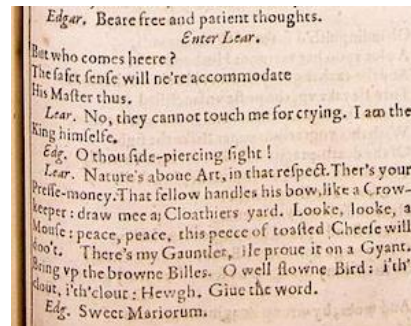 Edgar. Beare free and patient thoughts.
Enter Lear.
But who comes heere?
The safer sense will ne're accommodate
His Master thus.
Lear. No, they cannot touch me for crying. I am the
King himselfe.
Edg. O thou side-piercing sight!
Lear. Nature's aboue Art, in that respect. Ther's your
Presse-money. That fellow handles his bow, like a Crow-
keeper: draw mee a; Cloathiers yard. Looke, looke, a
Mouse: peace, peace, this peece of toasted Cheese will
doo't. There's my Gauntlet, Ile proue it on a Gyant.
Bring vp the browne Billes. O well flowne Bird: i'th'
clout, i'th'clout: Hewgh. Giue the word.
Edg. Sweet Mariorum.